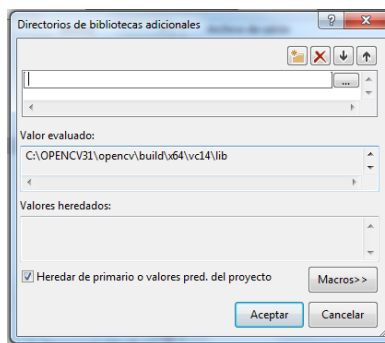 Directorios de bibliotecas adicionales
...
Valor evaluado:
C:\OPENCV31\opencv\build\x64\vc14\lib
Valores heredados:
Heredar de primario o valores pred. del proyecto
Macros>>
Aceptar
Cancelar